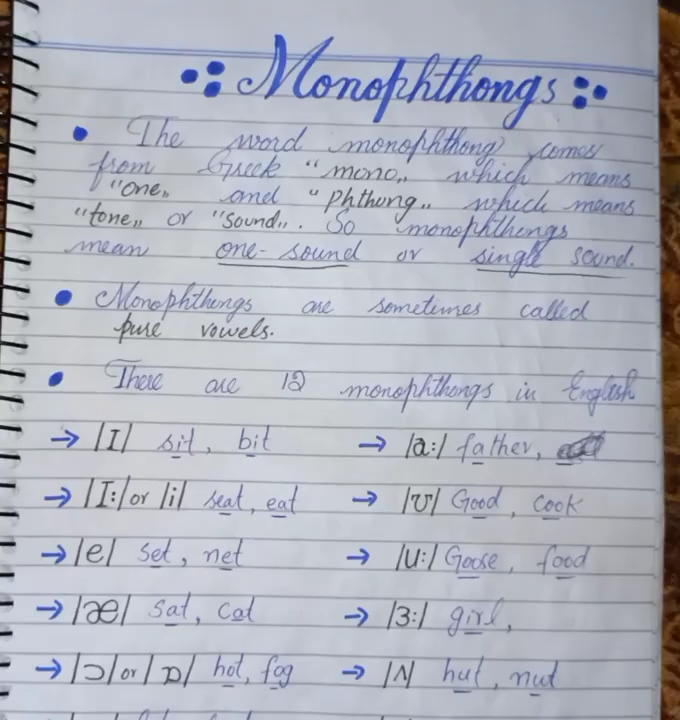 Monophthongs
The word monophthong comes
from Greek "mono" which means
"one" and "Phthong" which means
"tone" or "sound". So monophthongs
mean one-sound or single sound.
Monophthongs are sometimes called
pure vowels.
There are 12 monophthongs in English
→ |I| sit, bit → |a:| father,
→ |I:| or |i| seat, eat → |ʊ| Good, cook
→ |e| set, net → |u:| Goose, food
→ |æ| sat, cat → |3:| girl,
→ |ɔ| or |ɒ| hot, fog → |ʌ| hut, nut